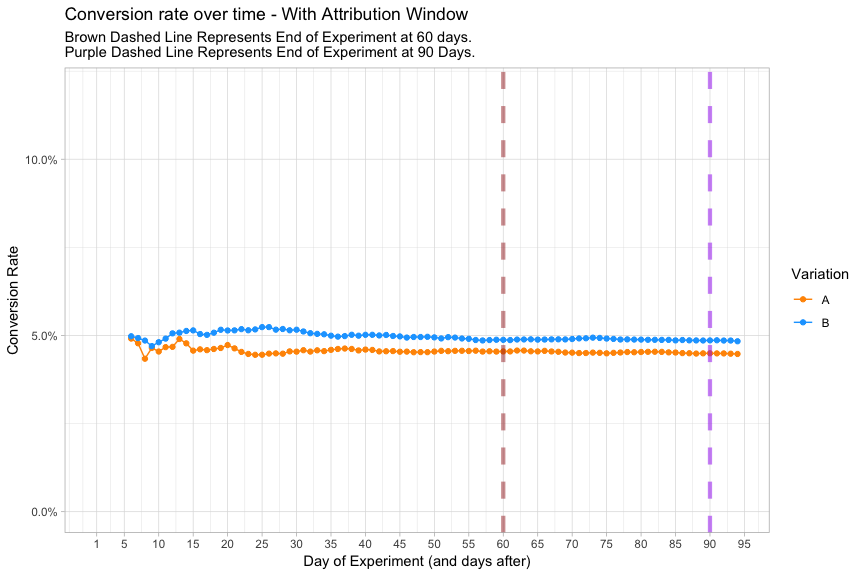 Conversion rate over time - With Attribution Window
Brown Dashed Line Represents End of Experiment at 60 days.
Purple Dashed Line Represents End of Experiment at 90 Days.
10.0%
5.0%
0.0%
Conversion Rate
1 5 10 15 20 25 30 35 40 45 50 55 60 65 70 75 80 85 90 95
Day of Experiment (and days after)
Variation
A
B